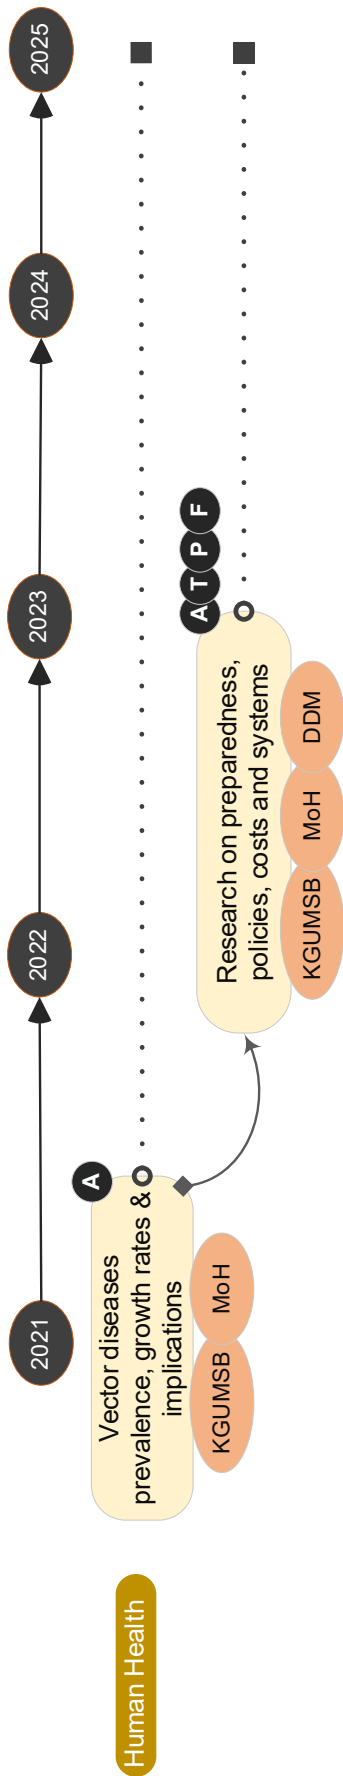 2021
2022
2023
2024
2025
Human Health
Vector diseases
prevalence, growth rates &
implications
A
KGUMSB
MoH
Research on preparedness,
policies, costs and systems
A
T
P
F
KGUMSB
MoH
DDM